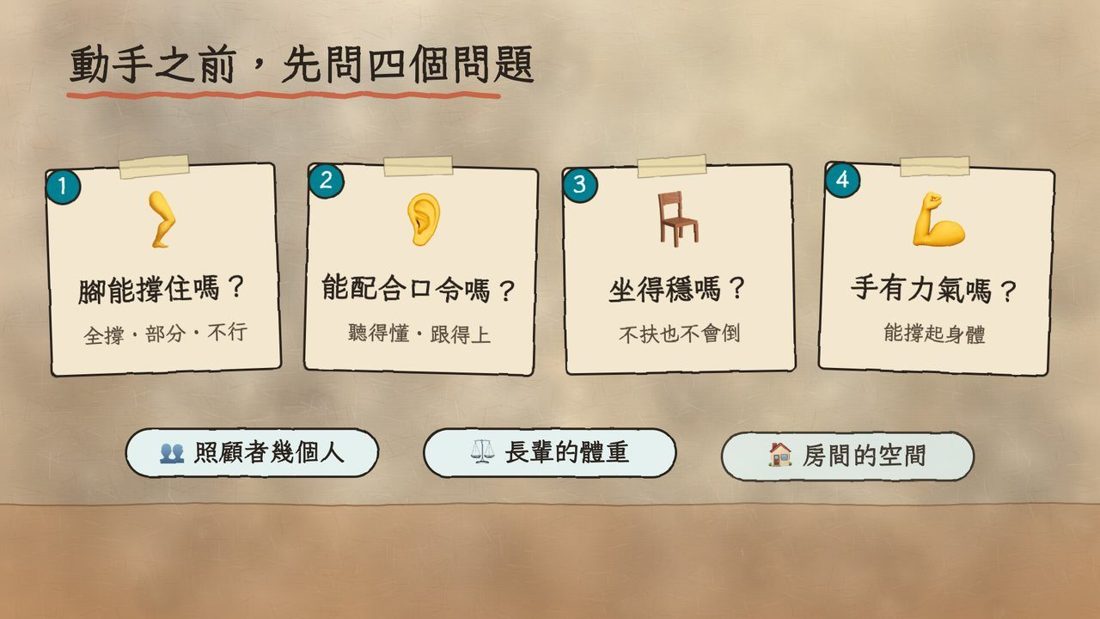 動手之前，先問四個問題
1
腳能撐住嗎？
全撐・部分・不行
2
能配合口令嗎？
聽得懂・跟得上
3
坐得穩嗎？
不扶也不會倒
4
手有力氣嗎？
能撐起身體
照顧者幾個人
長輩的體重
房間的空間